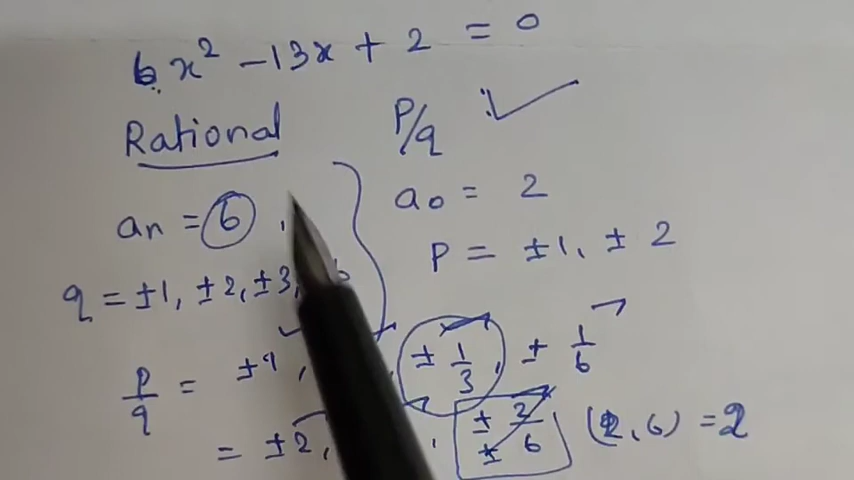 6x² - 13x + 2 = 0
Rational P/q
aₙ = 6, a₀ = 2
q = ±1, ±2, ±3, P = ±1, ± 2
p/q = ± 1/3, ± 1/6
= ±2, ± 2/6 (2,6) = 2